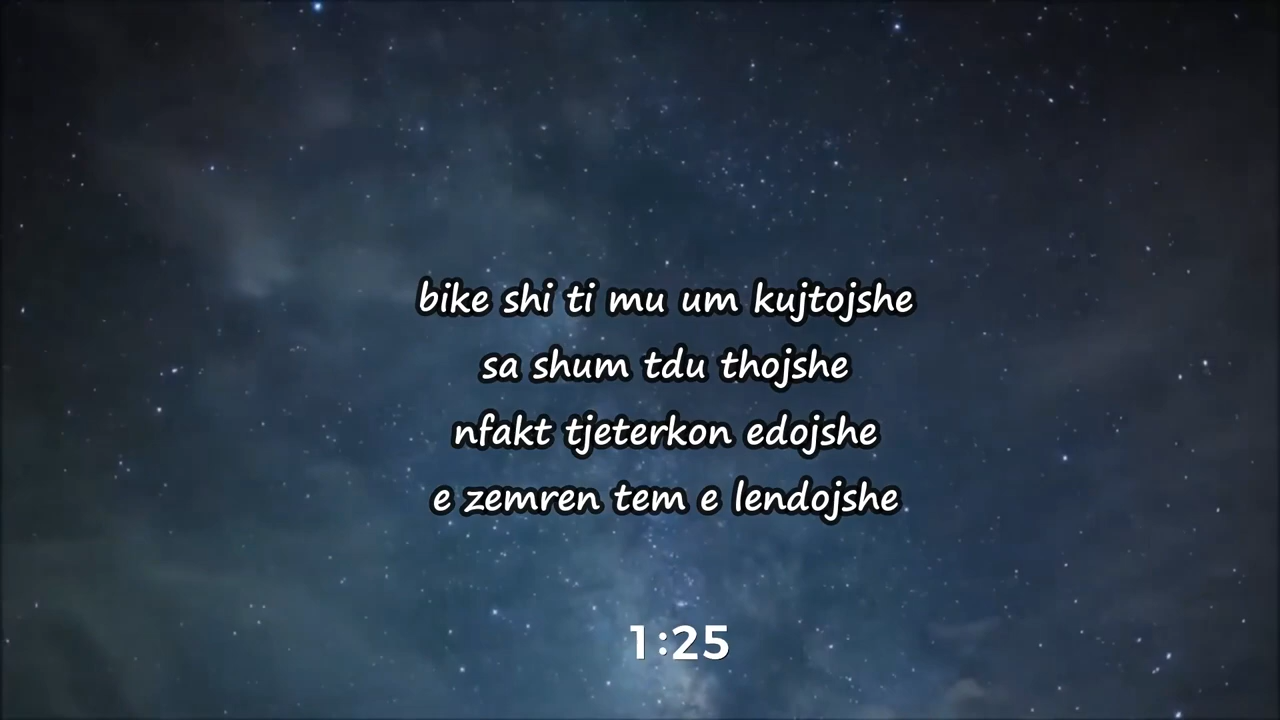 bike shi ti mu um kujtojshe
sa shum tdu thojshe
nfakt tjeterkon edojshe
e zemren tem e lendojshe
1:25